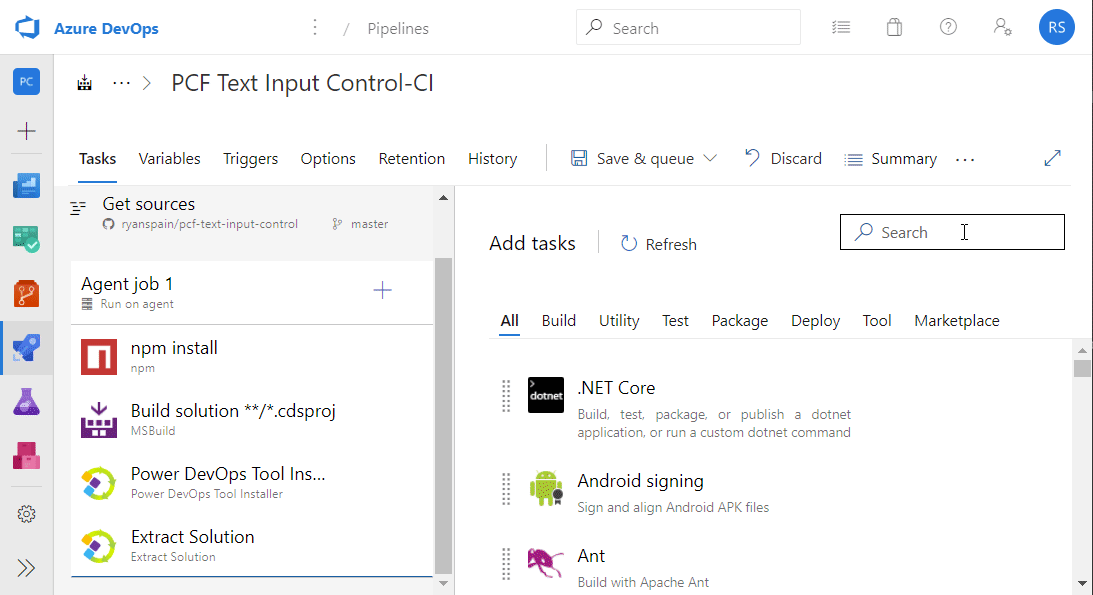 Azure DevOps
/ Pipelines
Search
RS
PC
PCF Text Input Control-CI
Tasks
Variables
Triggers
Options
Retention
History
Save & queue
Discard
Summary
Get sources
ryanspain/pcf-text-input-control
master
Agent job 1
Run on agent
npm install
npm
Build solution **/*.cdsproj
MSBuild
Power DevOps Tool Ins...
Power DevOps Tool Installer
Extract Solution
Extract Solution
Add tasks
Refresh
Search
All
Build
Utility
Test
Package
Deploy
Tool
Marketplace
dotnet
.NET Core
Build, test, package, or publish a dotnet
application, or run a custom dotnet command
Android signing
Sign and align Android APK files
Ant
Build with Apache Ant